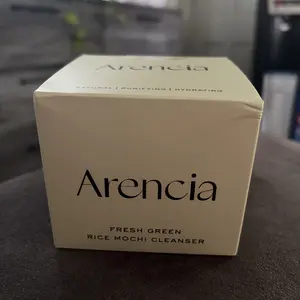 Arencia
NATURAL | PURIFYING | HYDRATING
Arencia
FRESH GREEN
RICE MOCHI CLEANSER